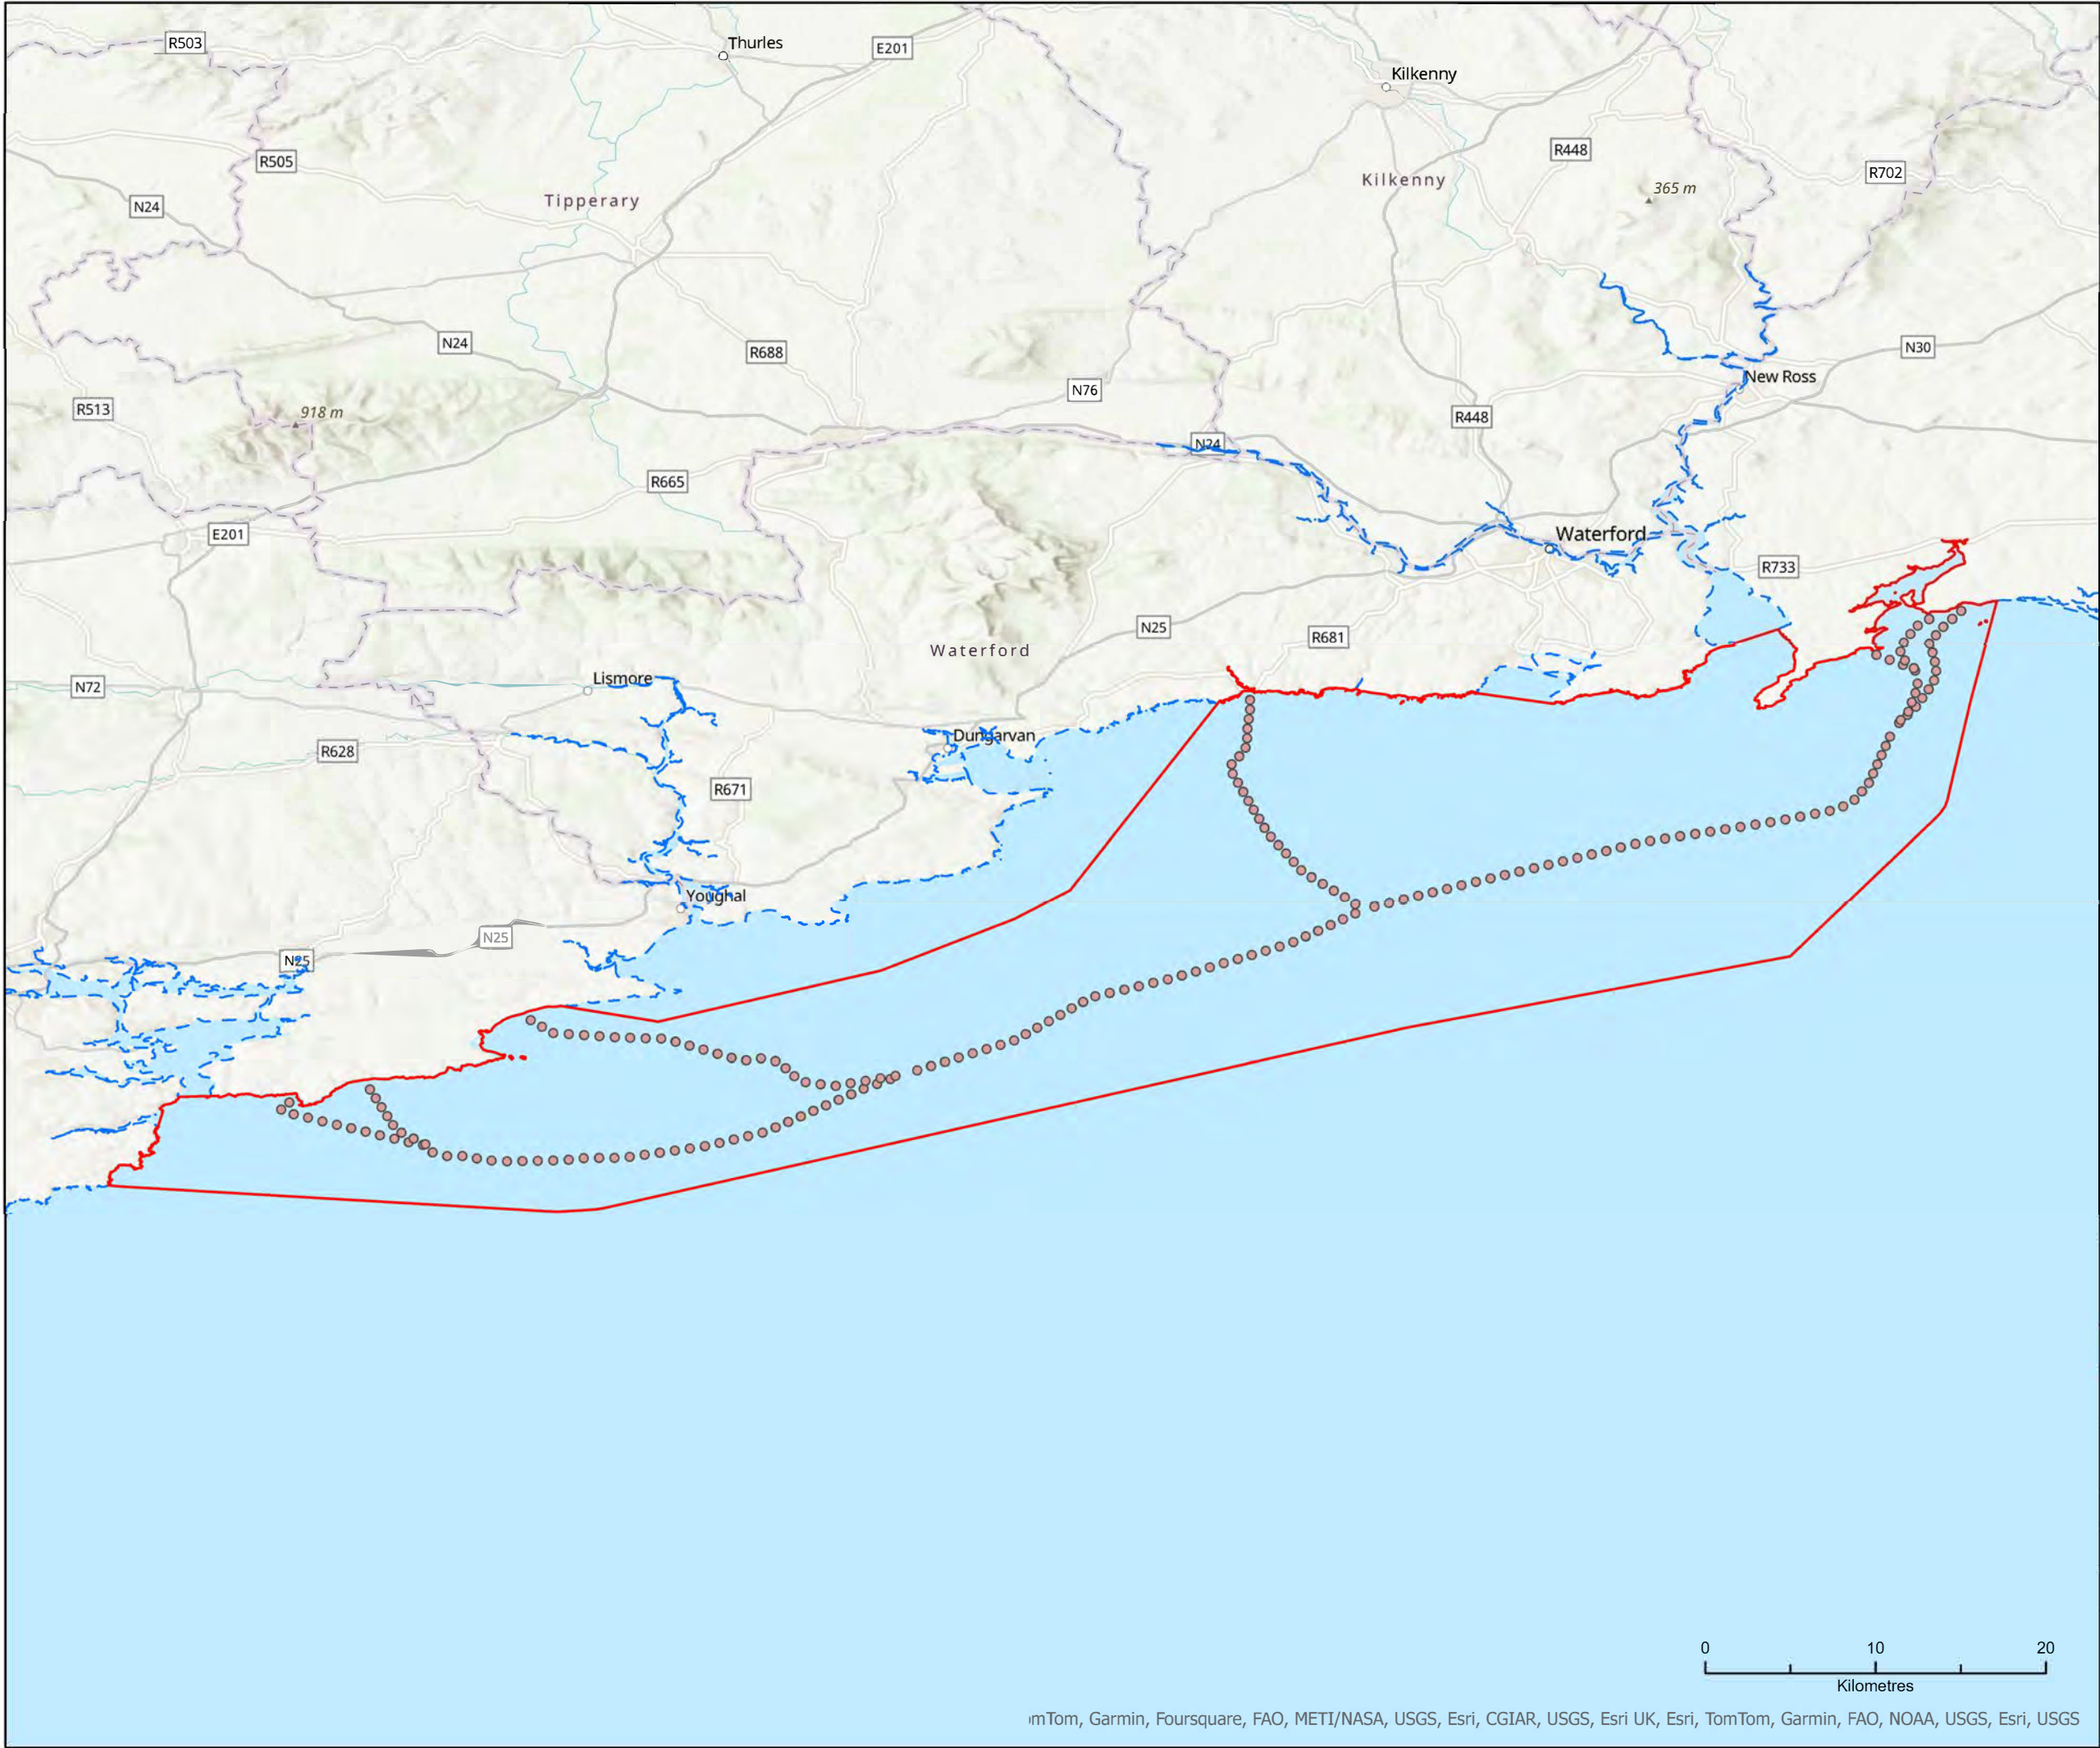 R503
Thurles
E201
Kilkenny
R448
R505
Kilkenny
R702
365 m
Tipperary
N24
N24
R688
N30
New Ross
N76
R513
918 m
R448
N24
R665
E201
Waterford
R733
N25
R681
Waterford
Lismore
N72
Dungarvan
R628
R671
Youghal
N25
N25
0 10 20
Kilometres
mTom, Garmin, Foursquare, FAO, METI/NASA, USGS, Esri, CGIAR, USGS, Esri UK, Esri, TomTom, Garmin, FAO, NOAA, USGS, Esri, USGS